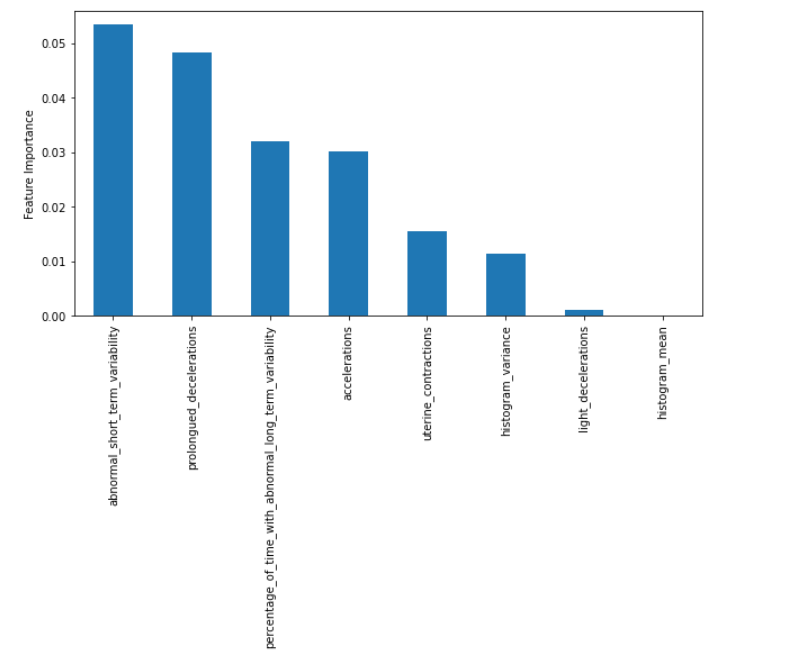 Feature Importance
0.05
0.04
0.03
0.02
0.01
0.00
abnormal_short_term_variability
prolongued_decelerations
percentage_of_time_with_abnormal_long_term_variability
accelerations
uterine_contractions
histogram_variance
light_decelerations
histogram_mean